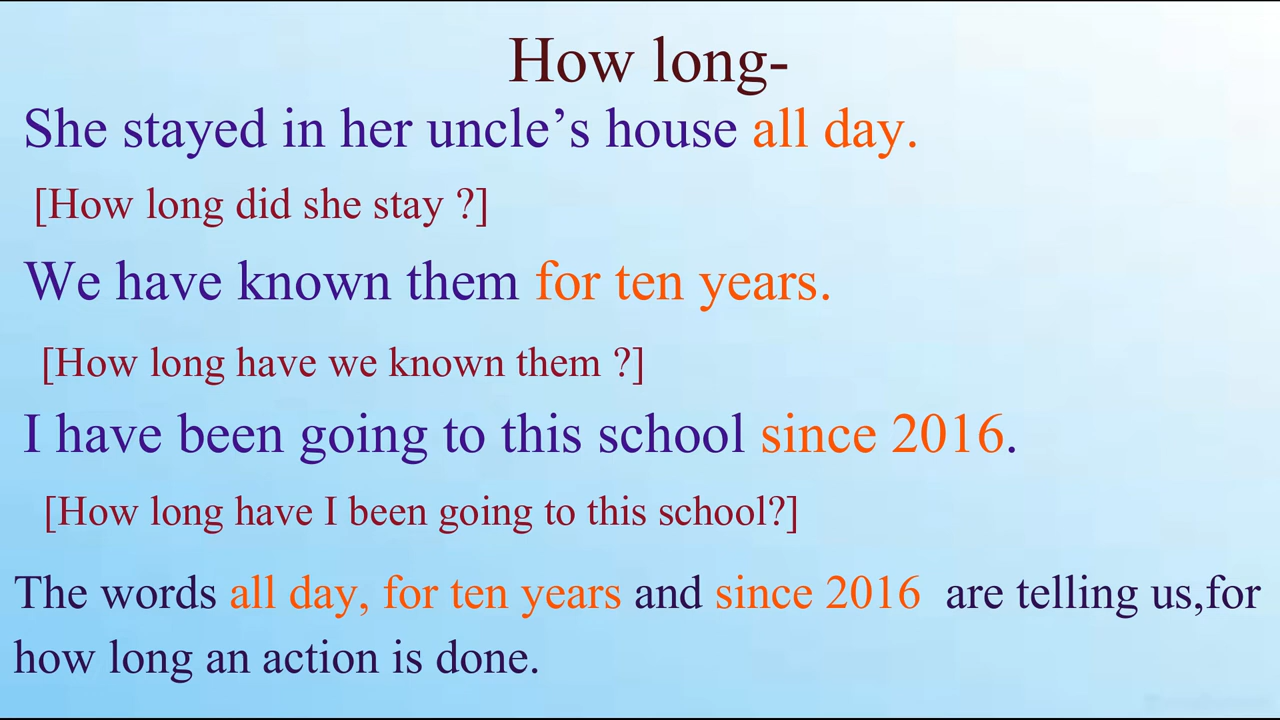 How long-
She stayed in her uncle’s house all day.
[How long did she stay ?]
We have known them for ten years.
[How long have we known them ?]
I have been going to this school since 2016.
[How long have I been going to this school?]
The words all day, for ten years and since 2016  are telling us,for
how long an action is done.